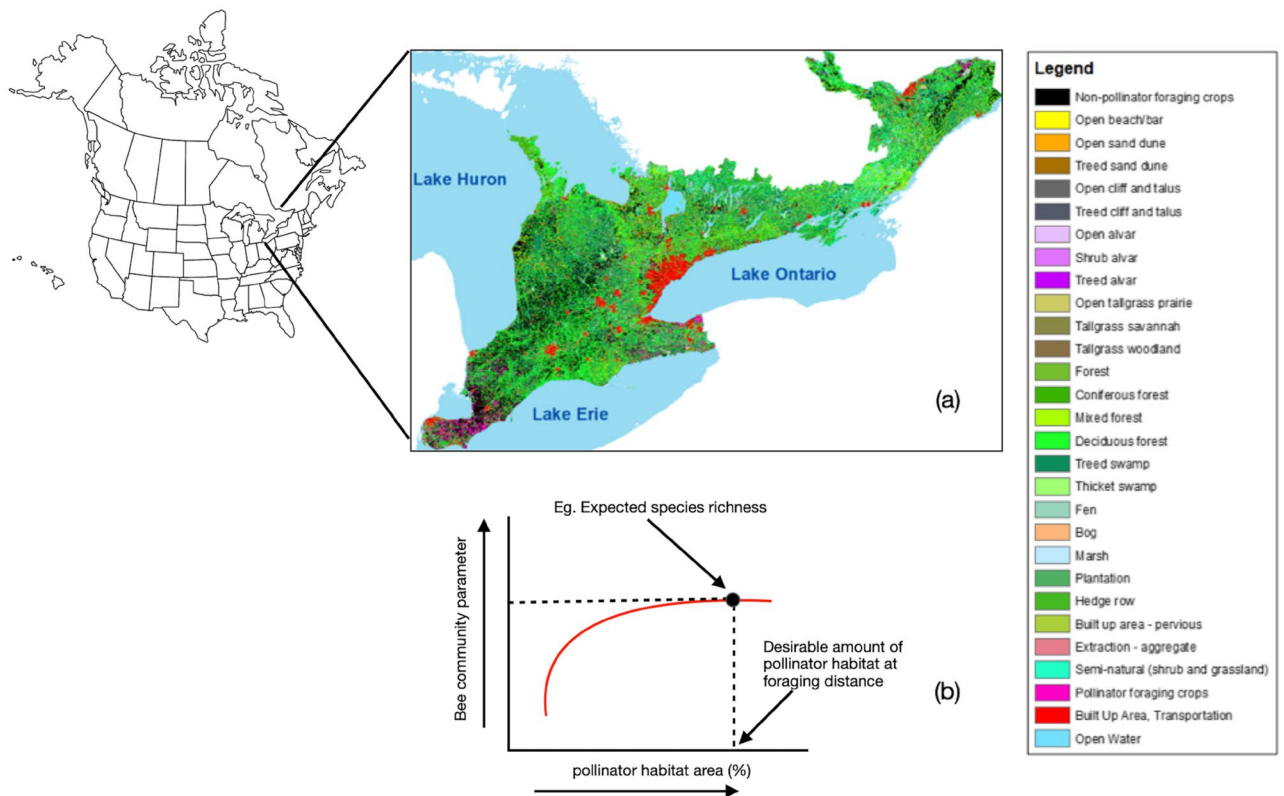 Lake Huron
Lake Ontario
Lake Erie
(a)
Legend
Non-pollinator foraging crops
Open beach/bar
Open sand dune
Treed sand dune
Open cliff and talus
Treed cliff and talus
Open alvar
Shrub alvar
Treed alvar
Open tallgrass prairie
Tallgrass savannah
Tallgrass woodland
Forest
Coniferous forest
Mixed forest
Deciduous forest
Treed swamp
Thicket swamp
Fen
Bog
Marsh
Plantation
Hedge row
Built up area - pervious
Extraction - aggregate
Semi-natural (shrub and grassland)
Pollinator foraging crops
Built Up Area, Transportation
Open Water
Eg. Expected species richness
Bee community parameter
Desirable amount of
pollinator habitat at
foraging distance
(b)
pollinator habitat area (%)